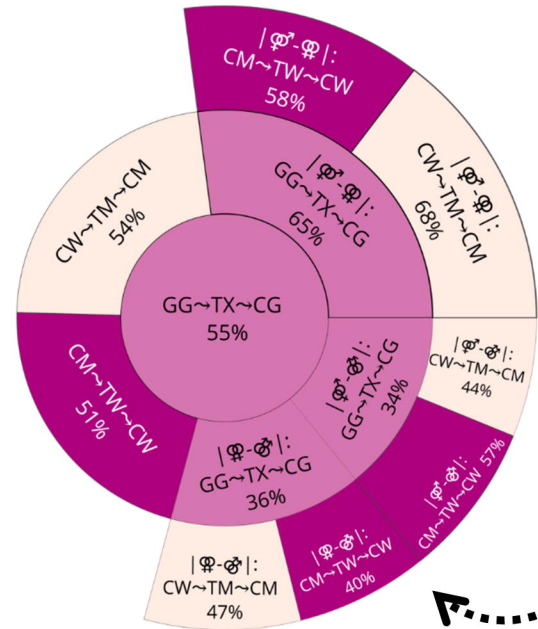 |⚤-⚢|:
CM⤳TW⤳CW
58%
|⚤-⚢|:
CW⤳TM⤳CM
68%
|⚤-⚢|:
GG⤳TX⤳CG
65%
CW⤳TM⤳CM
54%
GG⤳TX⤳CG
55%
CM⤳TW⤳CW
51%
|⚤-⚣|:
GG⤳TX⤳CG
34%
|⚤-⚣|:
CW⤳TM⤳CM
44%
|⚤-⚣|:
CM⤳TW⤳CW 57%
|⚢-⚣|:
GG⤳TX⤳CG
36%
|⚢-⚣|:
CM⤳TW⤳CW
40%
|⚢-⚣|:
CW⤳TM⤳CM
47%